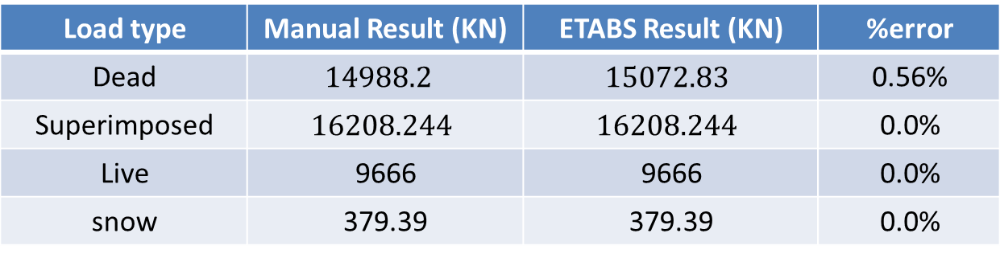 Load type Manual Result (KN) ETABS Result (KN) %error
Dead 14988.2 15072.83 0.56%
Superimposed 16208.244 16208.244 0.0%
Live 9666 9666 0.0%
snow 379.39 379.39 0.0%